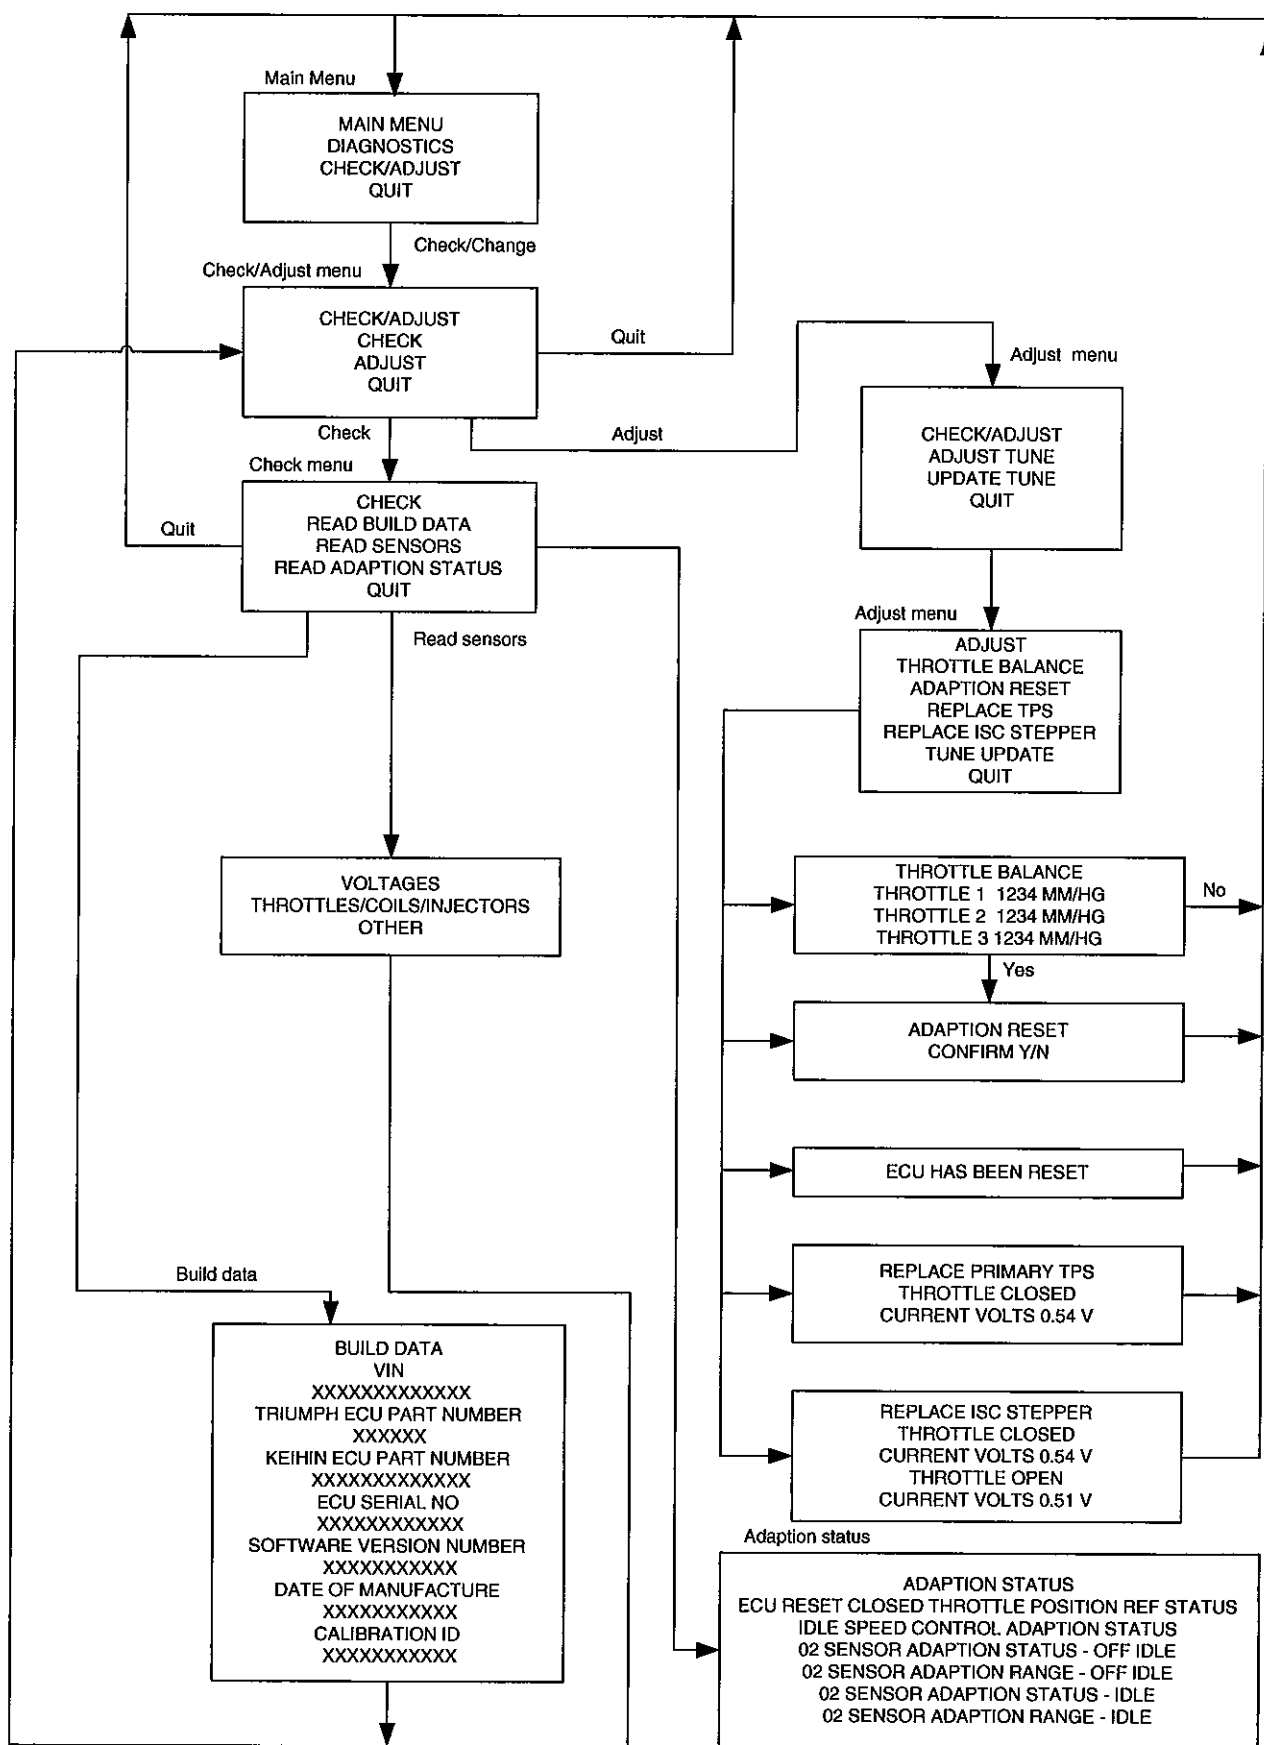 Main Menu
MAIN MENU
DIAGNOSTICS
CHECK/ADJUST
QUIT
Check/Change
Check/Adjust menu
CHECK/ADJUST
CHECK
ADJUST
QUIT
Quit
Check
Adjust
Check menu
CHECK
READ BUILD DATA
READ SENSORS
READ ADAPTION STATUS
QUIT
Quit
Read sensors
VOLTAGES
THROTTLES/COILS/INJECTORS
OTHER
Build data
BUILD DATA
VIN
XXXXXXXXXXXXX
TRIUMPH ECU PART NUMBER
XXXXXX
KEIHIN ECU PART NUMBER
XXXXXXXXXXXXX
ECU SERIAL NO
XXXXXXXXXXXX
SOFTWARE VERSION NUMBER
XXXXXXXXXXX
DATE OF MANUFACTURE
XXXXXXXXXXX
CALIBRATION ID
XXXXXXXXXXX
Adjust menu
CHECK/ADJUST
ADJUST TUNE
UPDATE TUNE
QUIT
Adjust menu
ADJUST
THROTTLE BALANCE
ADAPTION RESET
REPLACE TPS
REPLACE ISC STEPPER
TUNE UPDATE
QUIT
THROTTLE BALANCE
THROTTLE 1 1234 MM/HG
THROTTLE 2 1234 MM/HG
THROTTLE 3 1234 MM/HG
No
Yes
ADAPTION RESET
CONFIRM Y/N
ECU HAS BEEN RESET
REPLACE PRIMARY TPS
THROTTLE CLOSED
CURRENT VOLTS 0.54 V
REPLACE ISC STEPPER
THROTTLE CLOSED
CURRENT VOLTS 0.54 V
THROTTLE OPEN
CURRENT VOLTS 0.51 V
Adaption status
ADAPTION STATUS
ECU RESET CLOSED THROTTLE POSITION REF STATUS
IDLE SPEED CONTROL ADAPTION STATUS
02 SENSOR ADAPTION STATUS - OFF IDLE
02 SENSOR ADAPTION RANGE - OFF IDLE
02 SENSOR ADAPTION STATUS - IDLE
02 SENSOR ADAPTION RANGE - IDLE